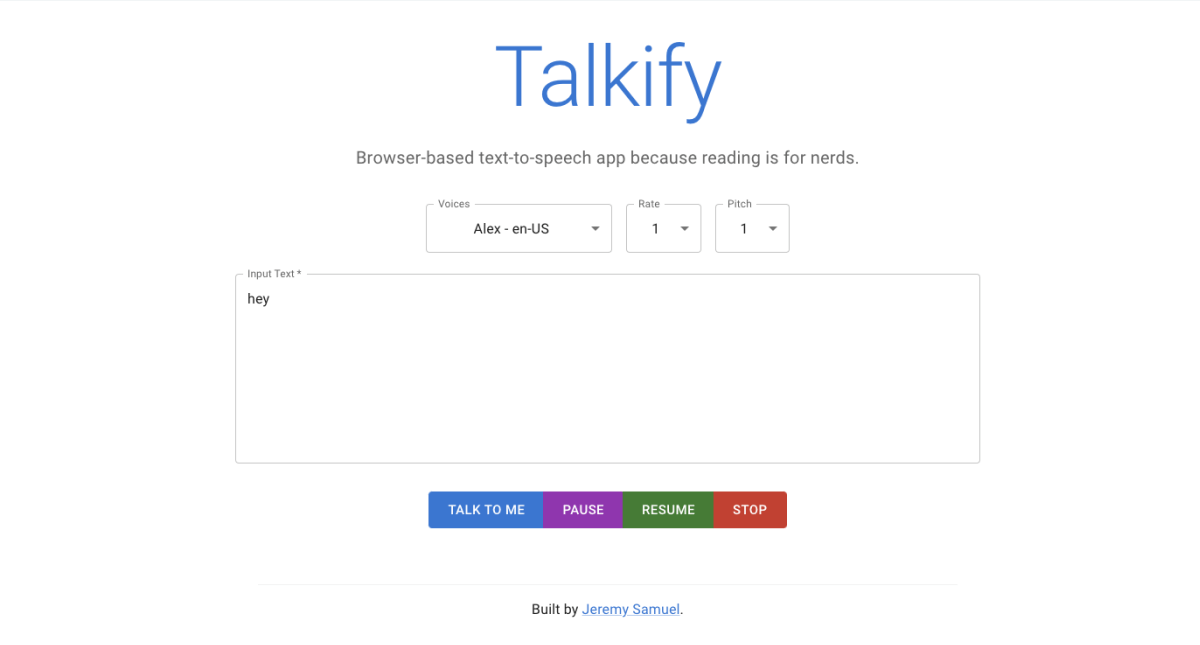 Talkify
Browser-based text-to-speech app because reading is for nerds.
Voices Rate Pitch
Alex - en-US 1 1
Input Text *
hey
TALK TO ME PAUSE RESUME STOP
Built by Jeremy Samuel.